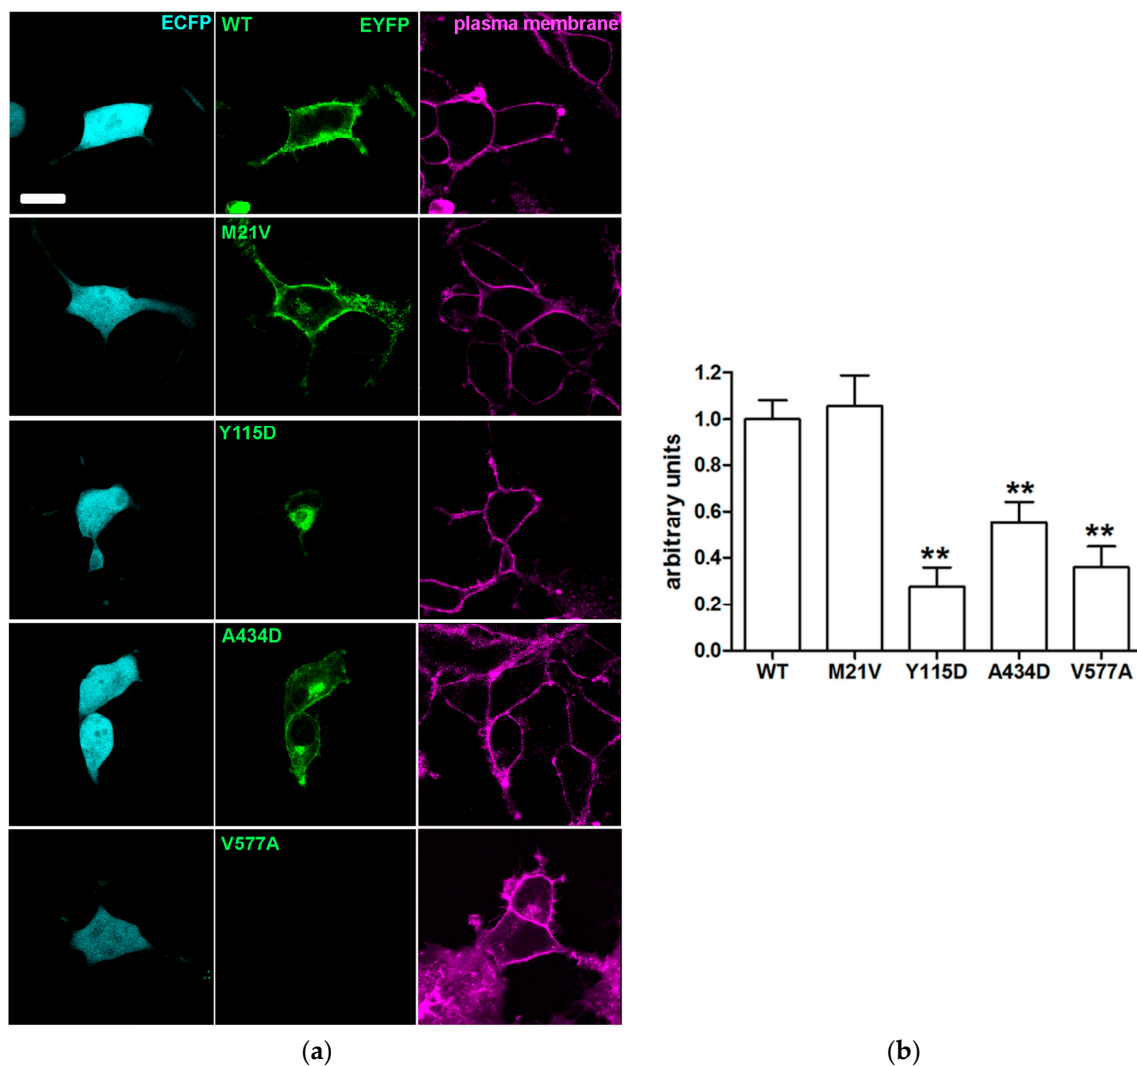 ECFP
WT EYFP
plasma membrane
M21V
Y115D
A434D
V577A
(a)
arbitrary units
1.2
1.0
0.8
0.6
0.4
0.2
0.0
**
**
**
WT M21V Y115D A434D V577A
(b)